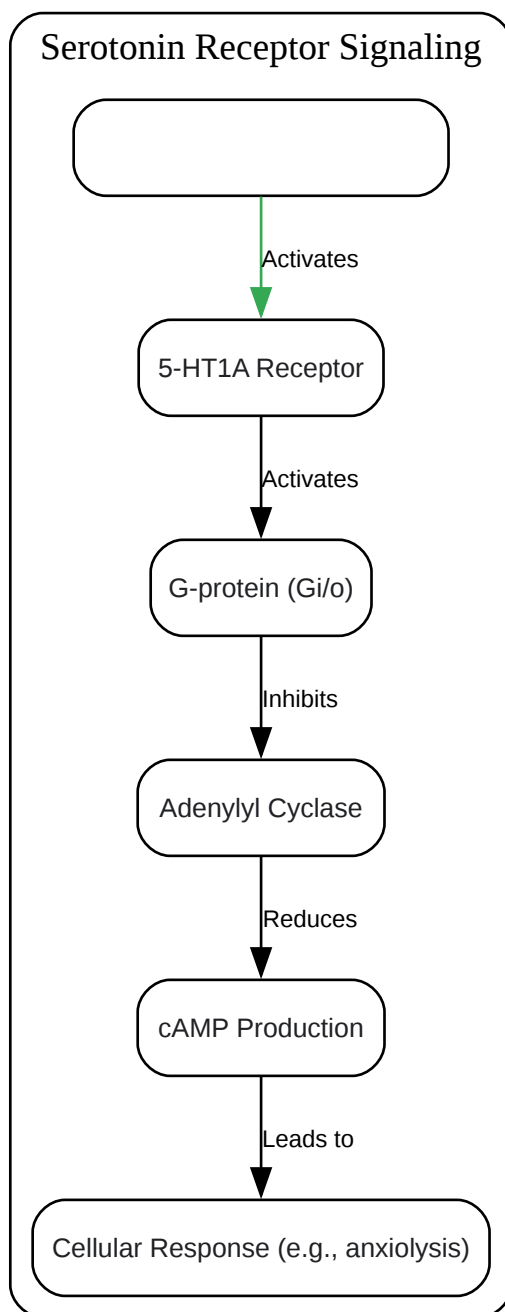 Serotonin Receptor Signaling
Activates
5-HT1A Receptor
Activates
G-protein (Gi/o)
Inhibits
Adenylyl Cyclase
Reduces
cAMP Production
Leads to
Cellular Response (e.g., anxiolysis)